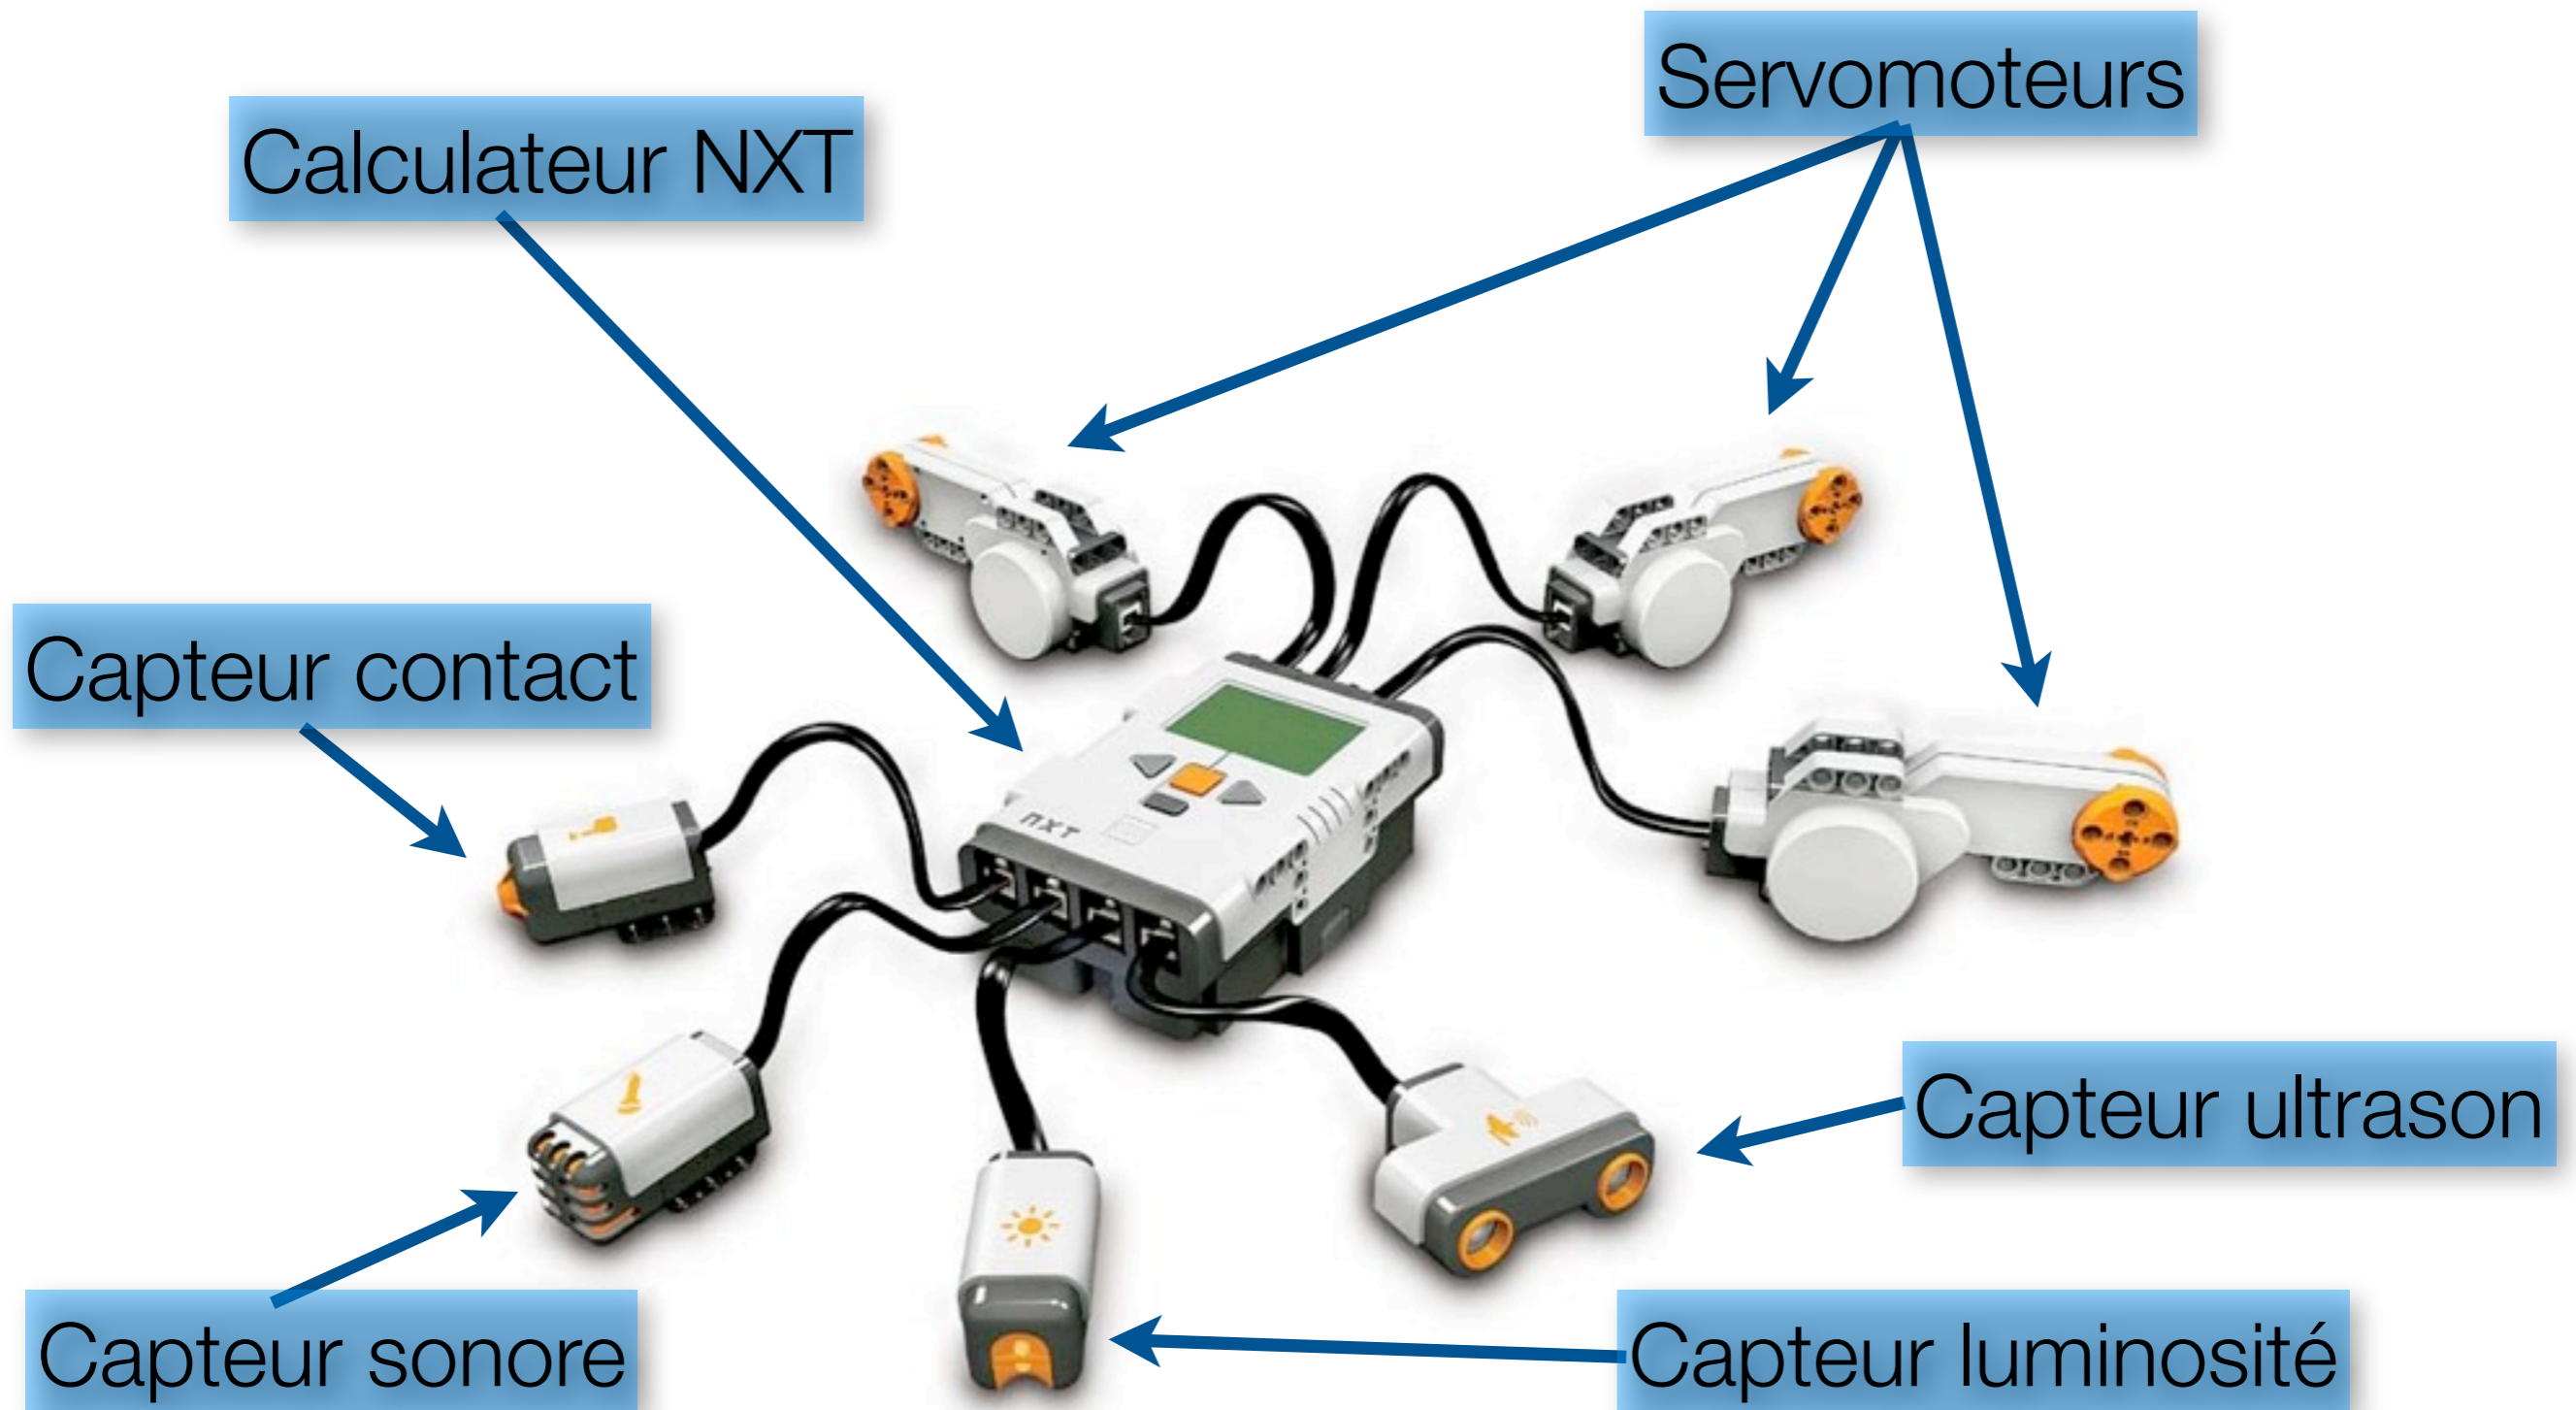 Servomoteurs
Calculateur NXT
Capteur contact
NXT
Capteur ultrason
Capteur sonore
Capteur luminosité